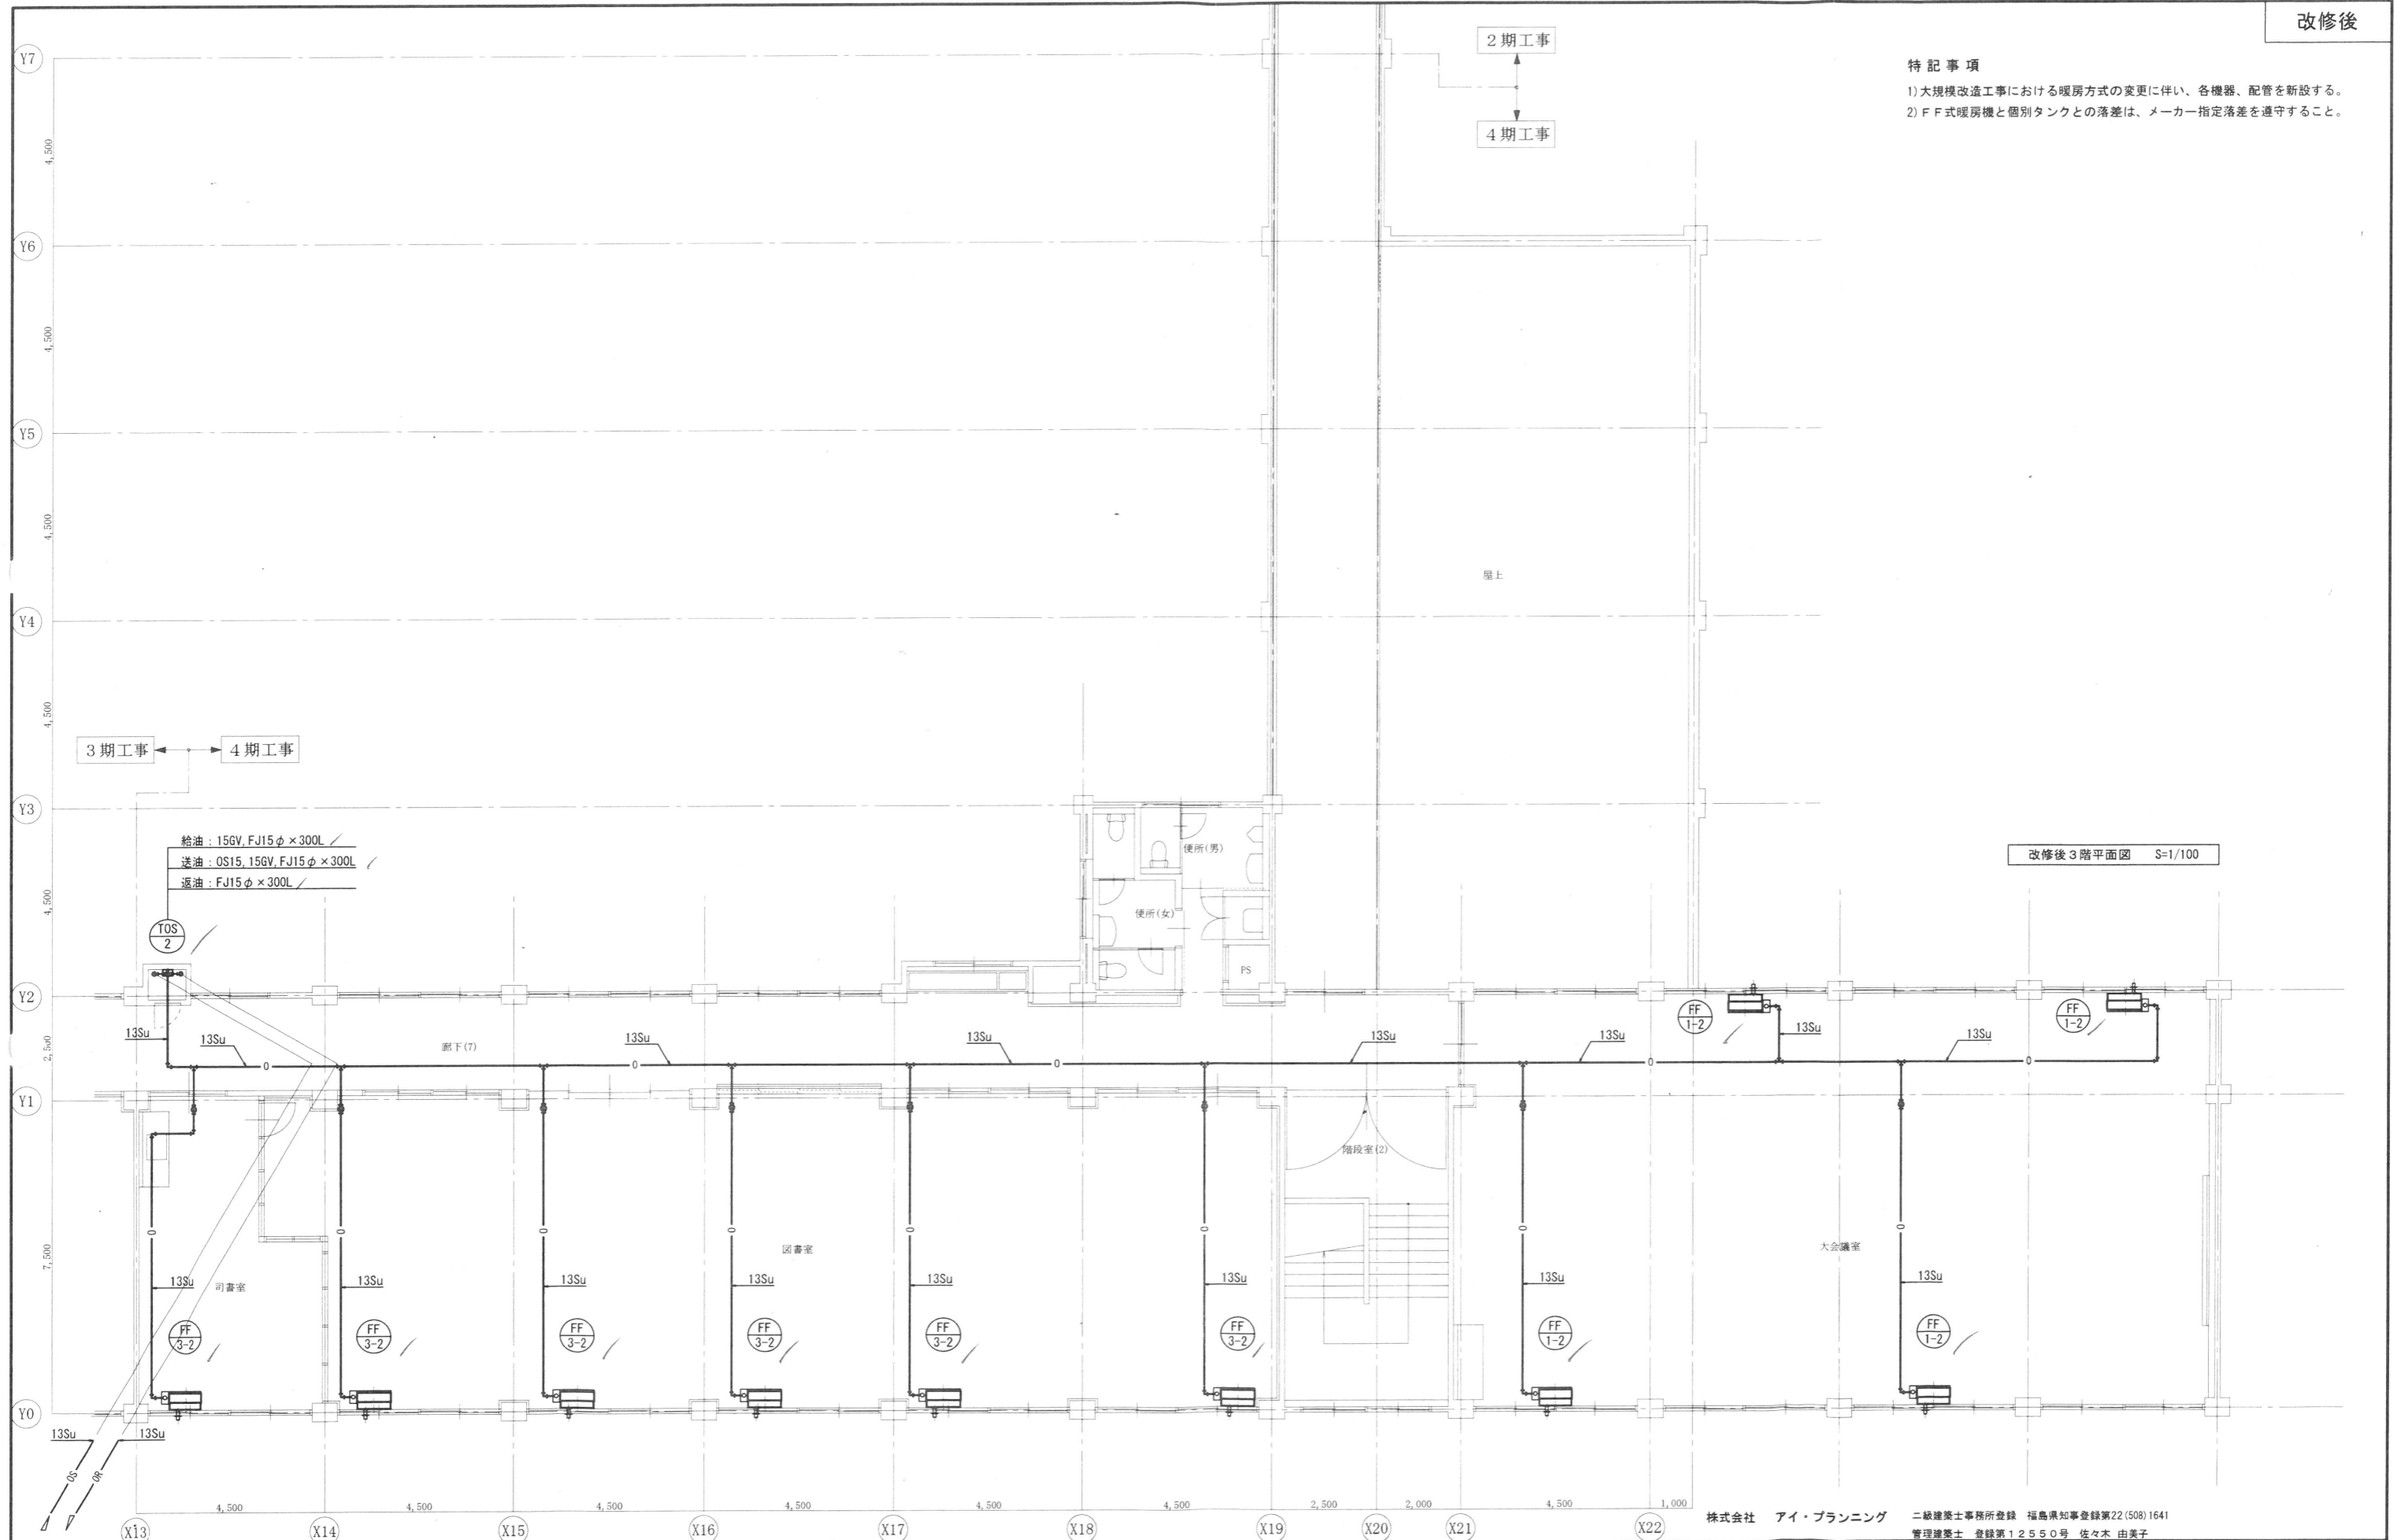 改修後
特記事項
1)大規模改造工事における暖房方式の変更に伴い、各機器、配管を新設する。
2)FF式暖房機と個別タンクとの落差は、メーカー指定落差を遵守すること。
2期工事
4期工事
Y7
4,500
Y6
4,500
Y5
4,500
Y4
4,500
Y3
4,500
Y2
2,500
Y1
7,500
Y0
屋上
3期工事
4期工事
給油:15GV,FJ15φ×300L
送油:OS15,15GV,FJ15φ×300L
返油:FJ15φ×300L
TOS
2
便所(男)
便所(女)
PS
改修後3階平面図 S=1/100
13Su
13Su
廊下(7)
13Su
13Su
13Su
13Su
FF
1-2
13Su
13Su
FF
1-2
O
O
O
O
O
階段室(2)
図書室
大会議室
司書室
O
O
O
O
O
O
O
O
13Su
13Su
13Su
13Su
13Su
13Su
13Su
13Su
FF
3-2
FF
3-2
FF
3-2
FF
3-2
FF
3-2
FF
3-2
FF
1-2
FF
1-2
13Su
13Su
OS
OR
4,500
4,500
4,500
4,500
4,500
4,500
2,500
2,000
4,500
1,000
X13
X14
X15
X16
X17
X18
X19
X20
X21
X22
株式会社 アイ・プランニング
二級建築士事務所登録 福島県知事登録第22(508)1641
管理建築士 登録第12550号 佐々木 由美子